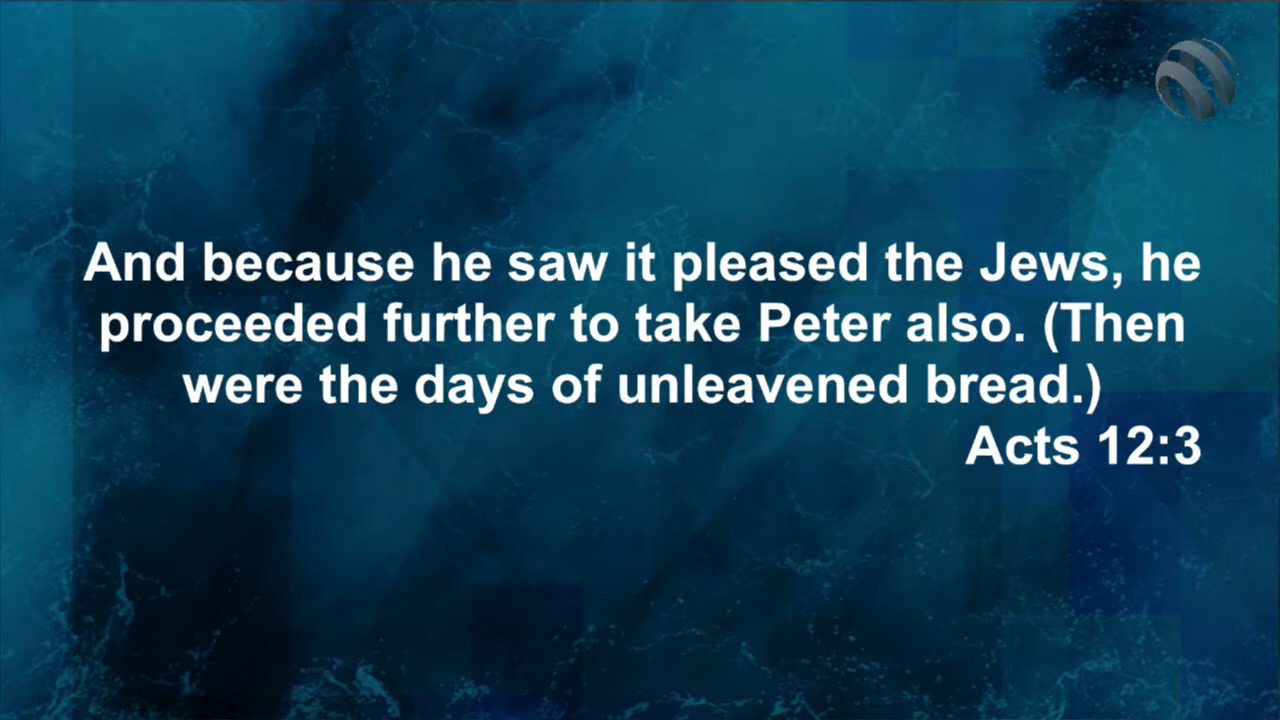 And because he saw it pleased the Jews, he
proceeded further to take Peter also. (Then
were the days of unleavened bread.)
Acts 12:3